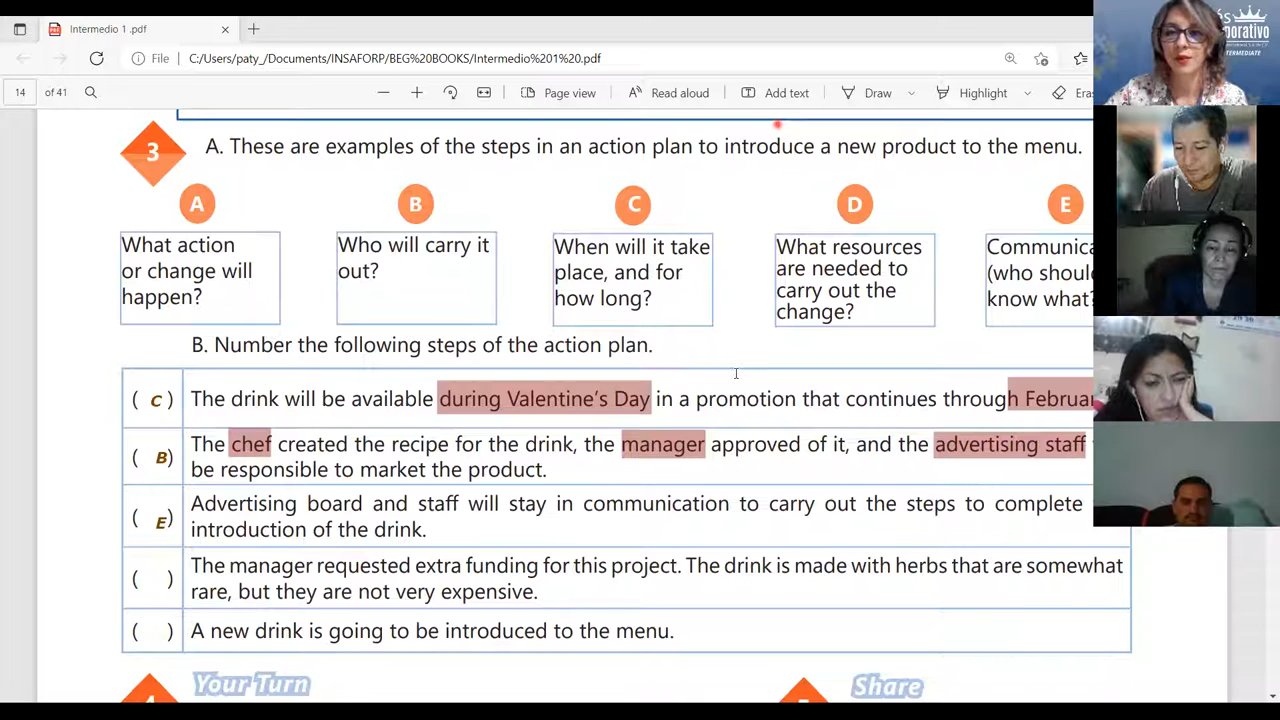 Intermedio 1 .pdf
File
C:/Users/paty_/Documents/INSAFORP/BEG%20BOOKS/Intermedio%01%20.pdf
14 of 41
Page view
Read aloud
Add text
Draw
Highlight
3
A. These are examples of the steps in an action plan to introduce a new product to the menu.
A
B
C
D
E
What action
or change will
happen?
Who will carry it
out?
When will it take
place, and for
how long?
What resources
are needed to
carry out the
change?
(who should
know what?
B. Number the following steps of the action plan.
( C ) The drink will be available during Valentine's Day in a promotion that continues through
( B ) The chef created the recipe for the drink, the manager approved of it, and the advertising staff
be responsible to market the product.
( E ) Advertising board and staff will stay in communication to carry out the steps to complete
introduction of the drink.
( ) The manager requested extra funding for this project. The drink is made with herbs that are somewhat
rare, but they are not very expensive.
( ) A new drink is going to be introduced to the menu.
Your Turn
Share